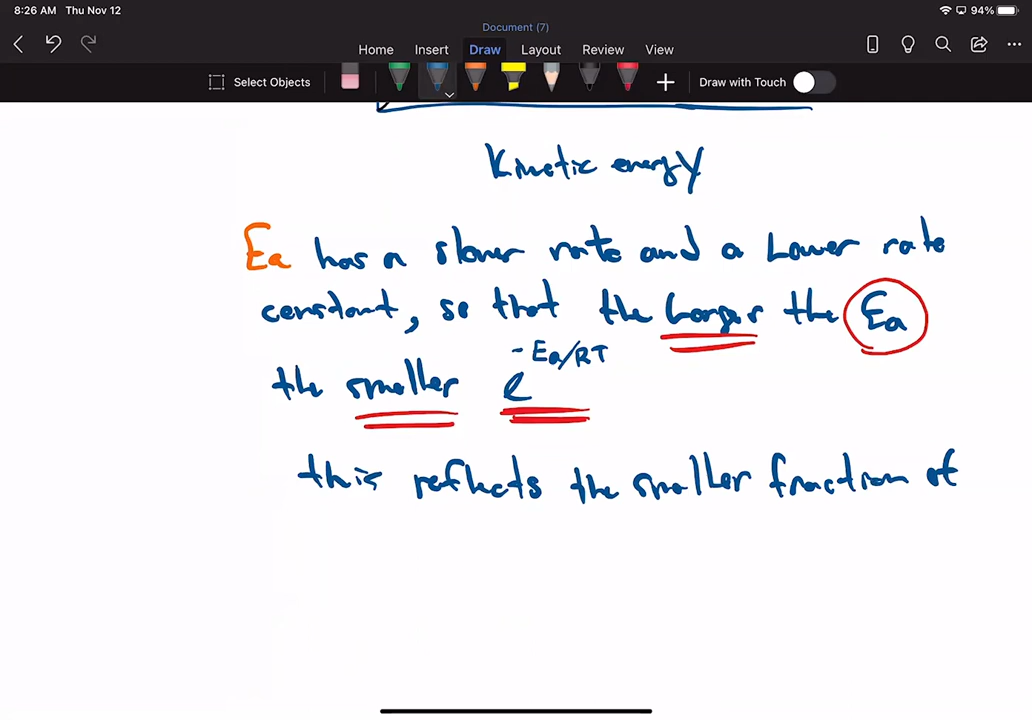 8:26 AM Thu Nov 12 94%
Document (7)
Home Insert Draw Layout Review View
Select Objects Draw with Touch
Kinetic energy
Ea has a slower rate and a Lower rate
constant, so that the Larger the Ea
the smaller e^-Ea/RT
this reflects the smaller fraction of